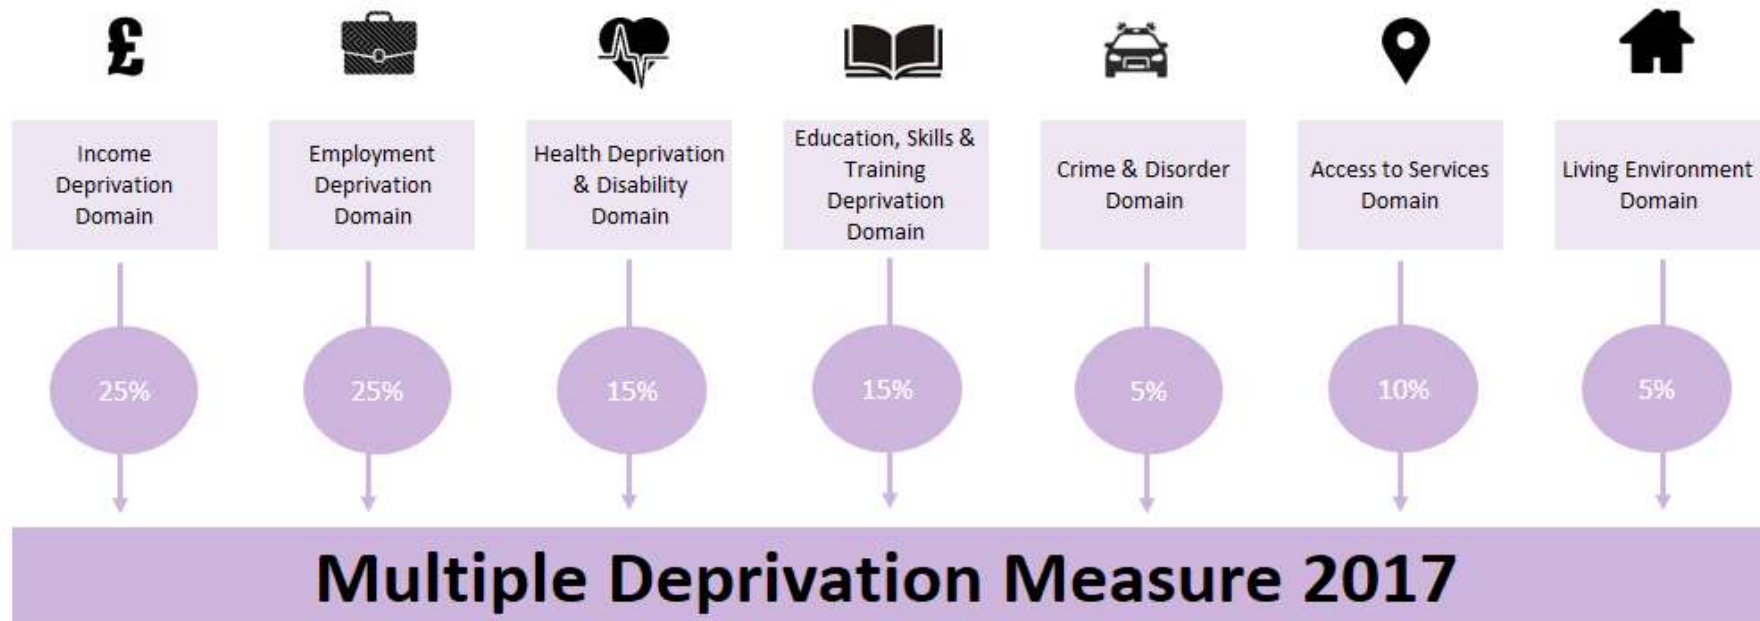 £
Income
Deprivation
Domain
Employment
Deprivation
Domain
Health Deprivation
& Disability
Domain
Education, Skills &
Training
Deprivation
Domain
Crime & Disorder
Domain
Access to Services
Domain
Living Environment
Domain
25%
25%
15%
15%
5%
10%
5%
Multiple Deprivation Measure 2017